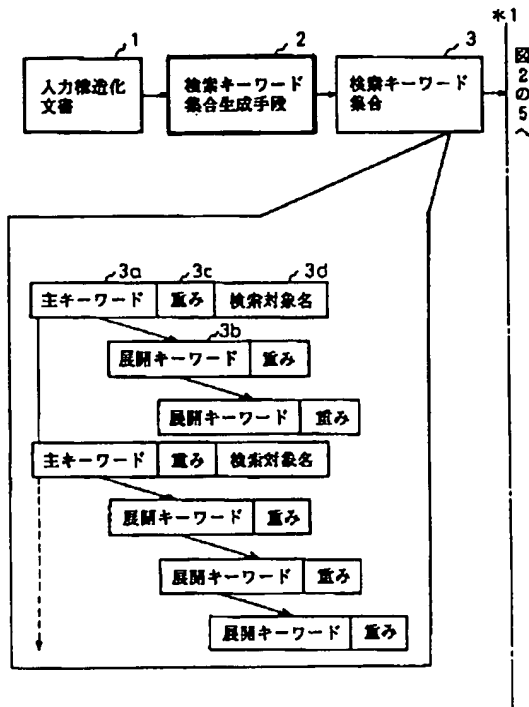 *1
1
2
3
入力構造化
文書
検索キーワード
集合生成手段
検索キーワード
集合
図2の5へ
3a
3c
3d
主キーワード 重み 検索対象名
3b
展開キーワード 重み
展開キーワード 重み
主キーワード 重み 検索対象名
展開キーワード 重み
展開キーワード 重み
展開キーワード 重み